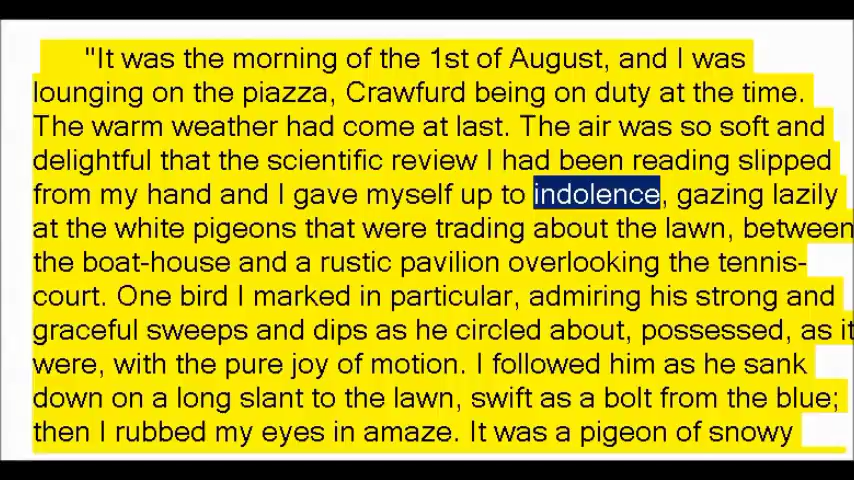 "It was the morning of the 1st of August, and I was
lounging on the piazza, Crawfurd being on duty at the time.
The warm weather had come at last. The air was so soft and
delightful that the scientific review I had been reading slipped
from my hand and I gave myself up to indolence, gazing lazily
at the white pigeons that were trading about the lawn, between
the boat-house and a rustic pavilion overlooking the tennis-
court. One bird I marked in particular, admiring his strong and
graceful sweeps and dips as he circled about, possessed, as it
were, with the pure joy of motion. I followed him as he sank
down on a long slant to the lawn, swift as a bolt from the blue;
then I rubbed my eyes in amaze. It was a pigeon of snowy